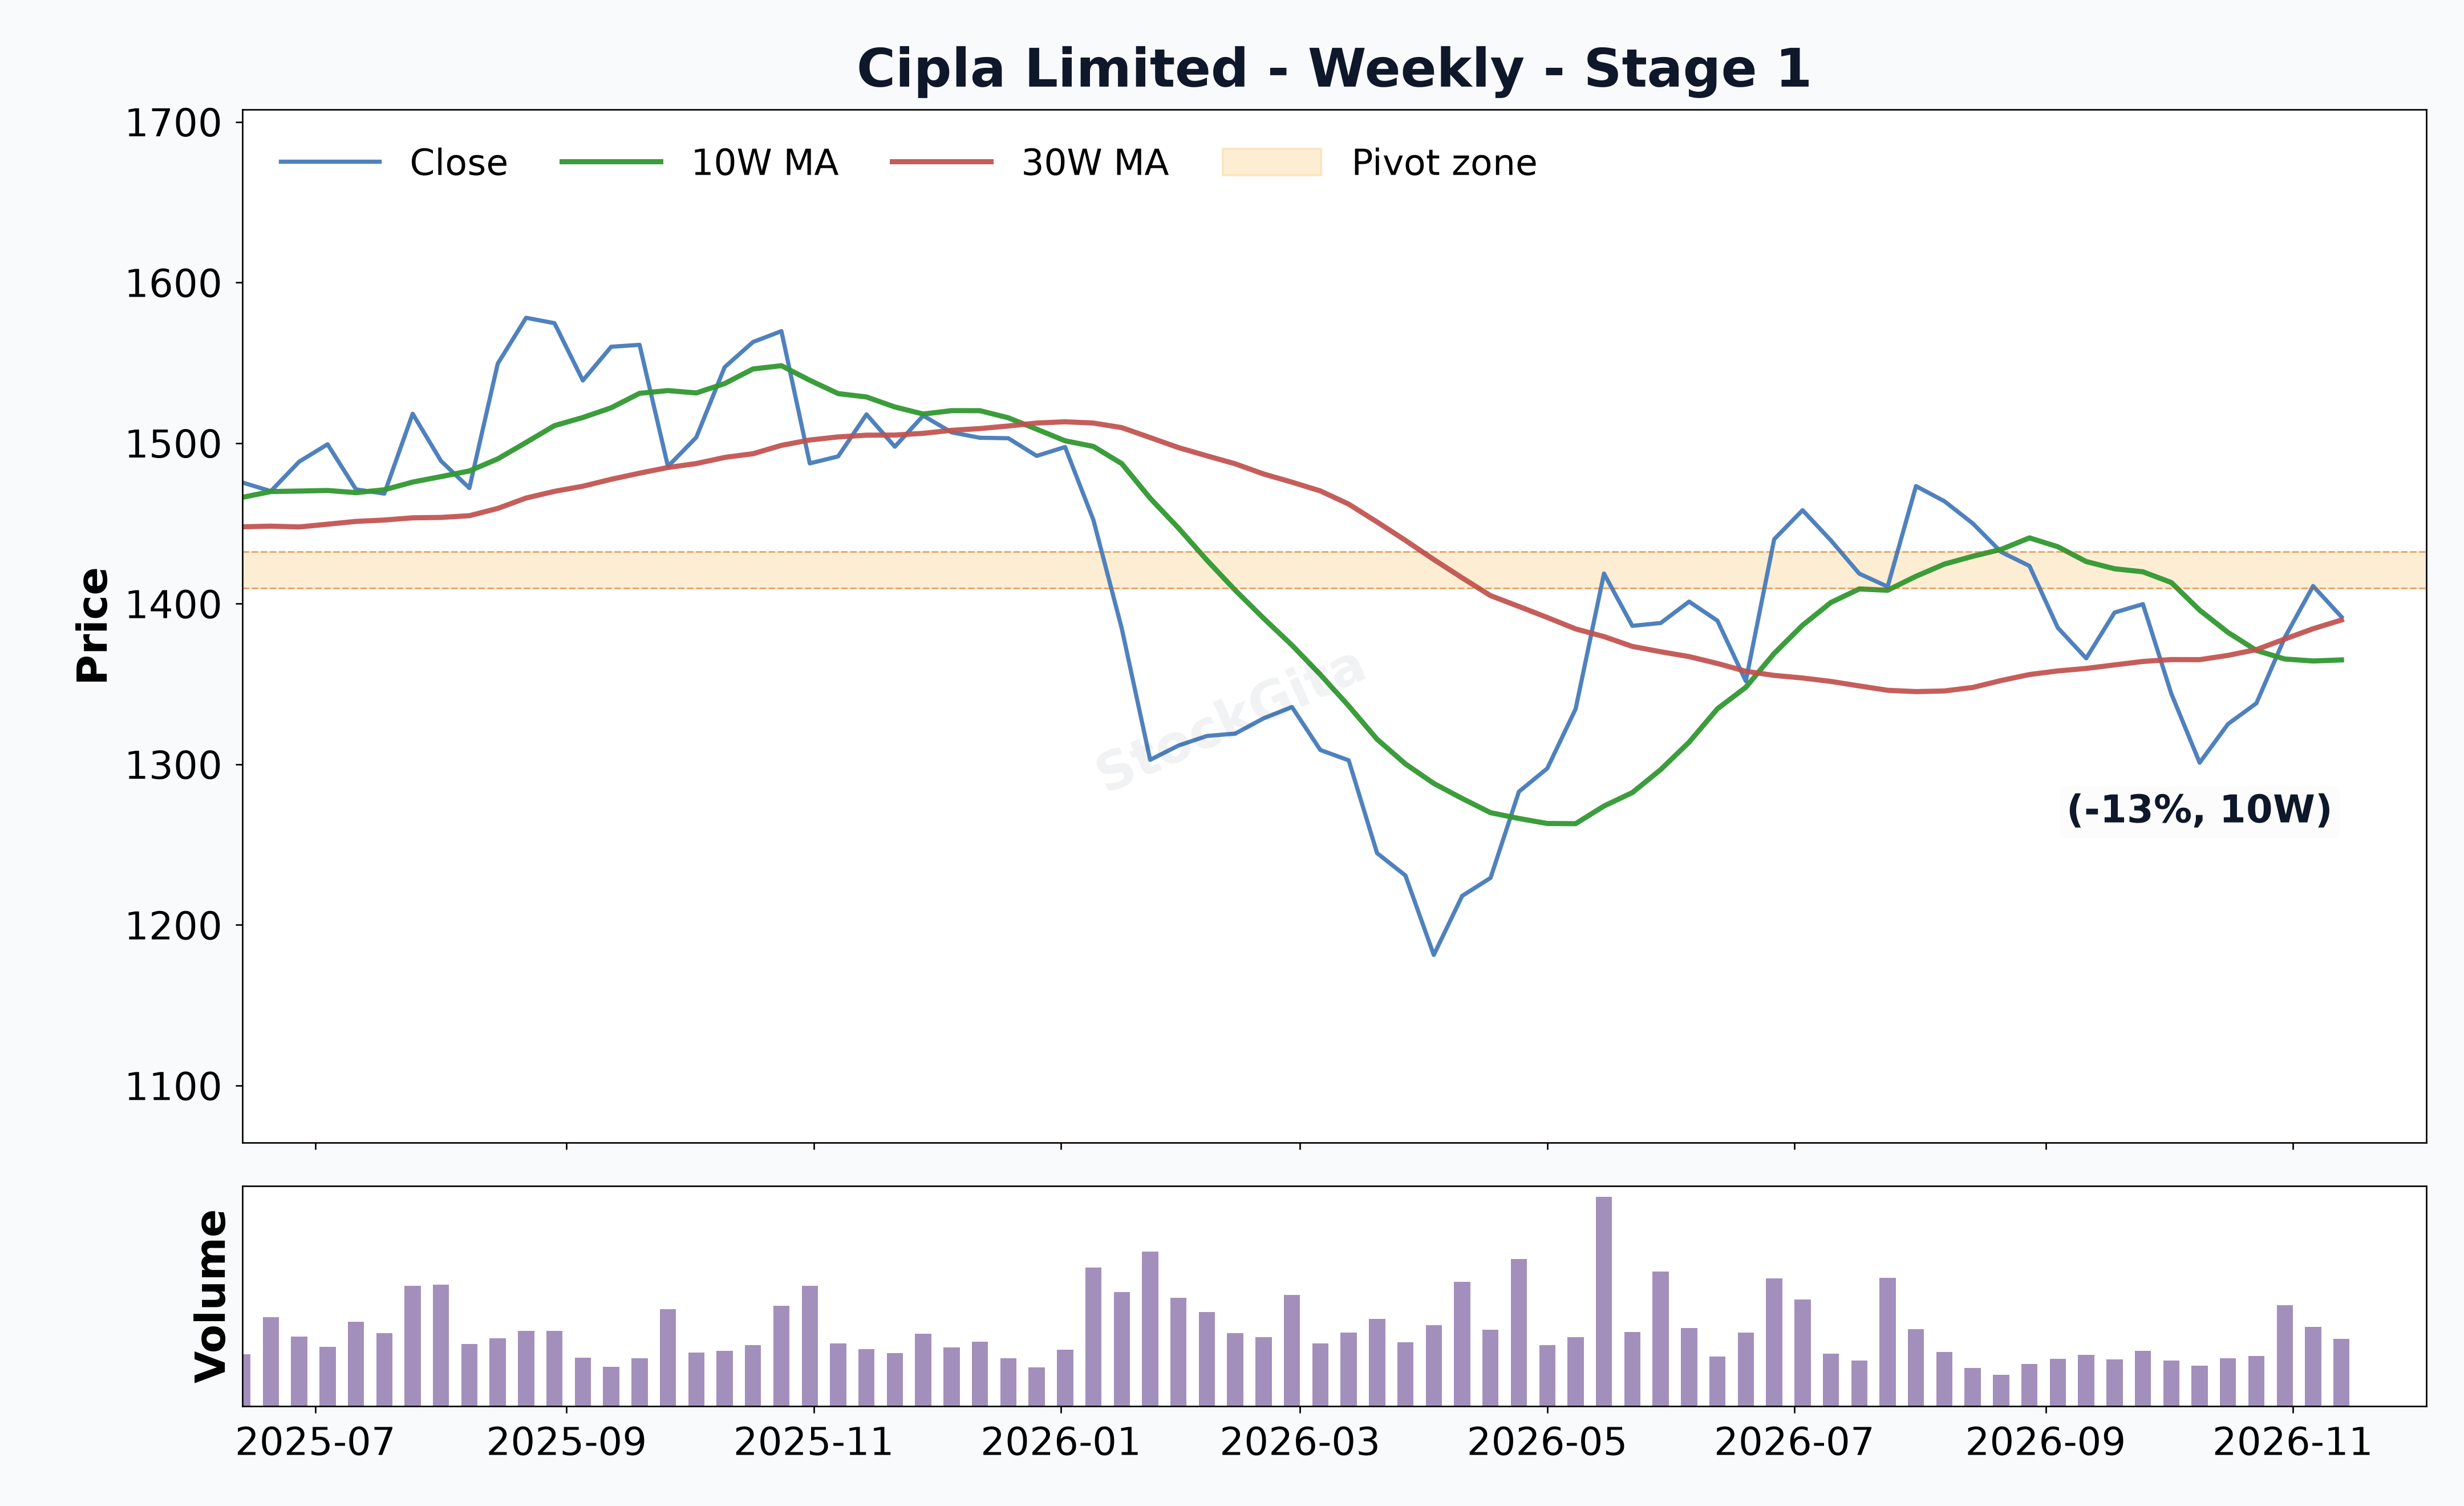 Cipla Limited - Weekly - Stage 1
Close 10W MA 30W MA Pivot zone
Price
1700
1600
1500
1400
1300
1200
1100
StockGita
(-13%, 10W)
Volume
2025-07 2025-09 2025-11 2026-01 2026-03 2026-05 2026-07 2026-09 2026-11